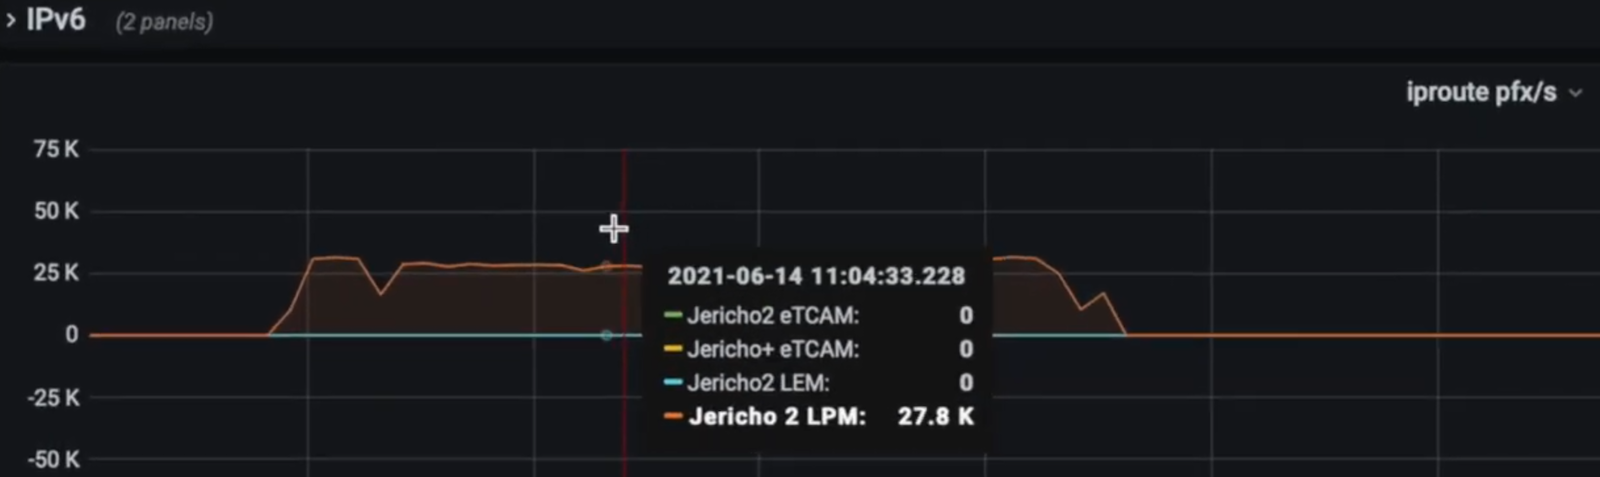 IPv6 (2 panels)
iproute pfx/s
75 K
50 K
25 K
0
-25 K
-50 K
2021-06-14 11:04:33.228
Jericho2 eTCAM: 0
Jericho+ eTCAM: 0
Jericho2 LEM: 0
Jericho 2 LPM: 27.8 K